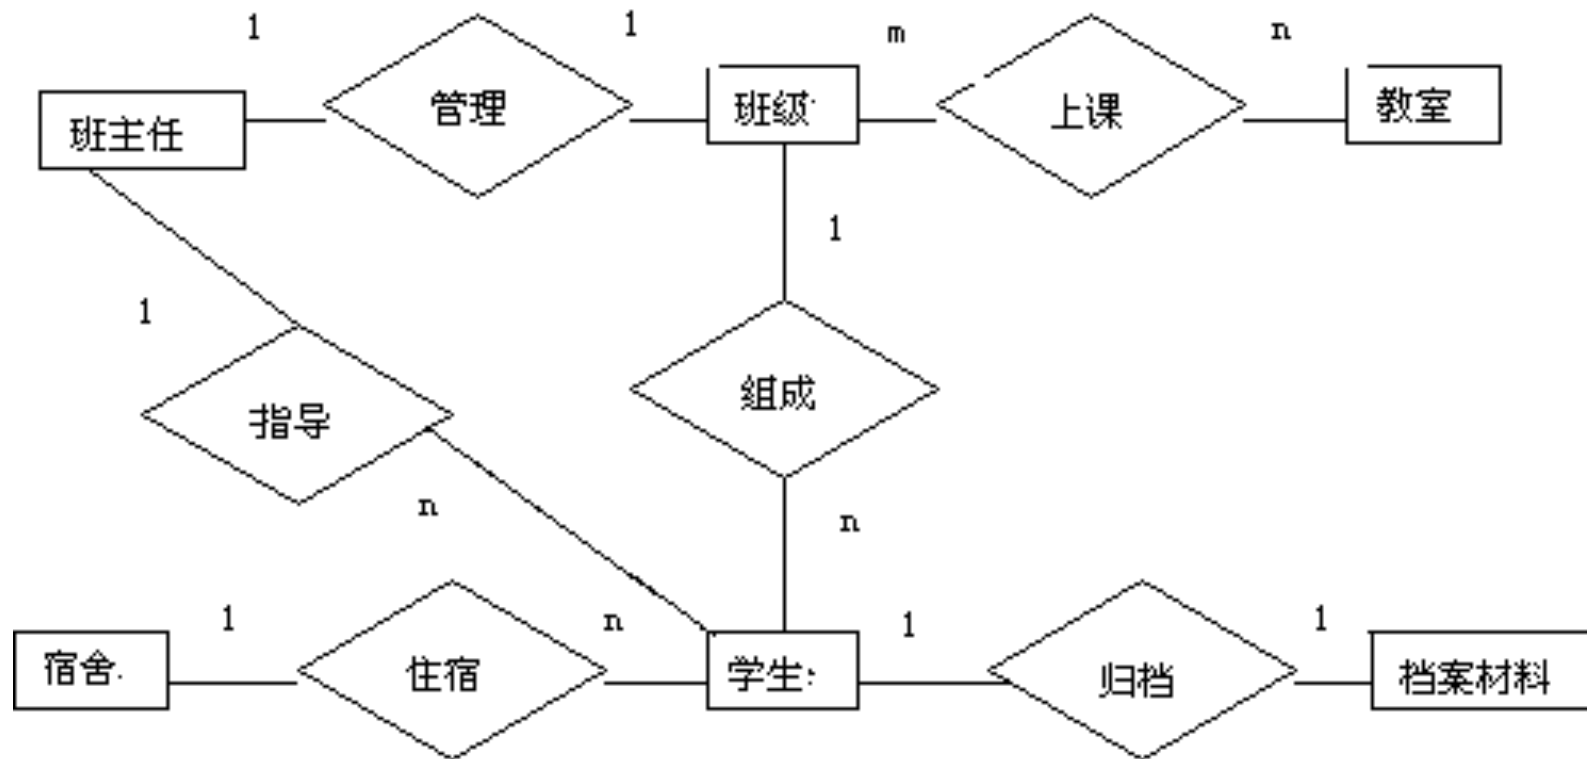 1 1 m n
班主任 管理 班级 上课 教室
1
1
指导 组成
n n
1 n 1 1
宿舍 住宿 学生: 归档 档案材料